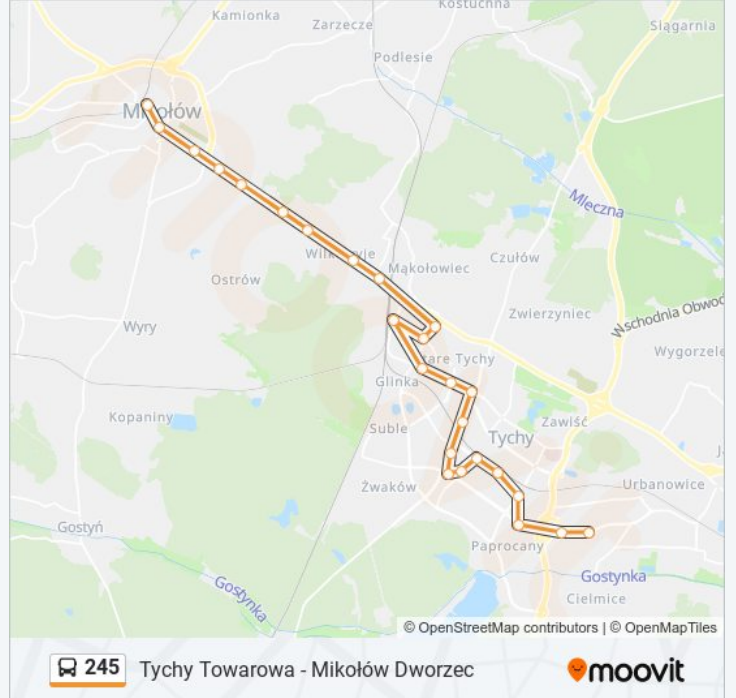 Kostuchna
Kamionka
Zarzecze
Ślągarnia
Podlesie
Mikołów
Mleczna
Wilkowyje
Mąkołowiec
Czułów
Ostrów
Zwierzyniec
Wschodnia Obwod
Wyry
Stare Tychy
Wygorzele
Glinka
Kopaniny
Zawiść
Suble
Tychy
Żwaków
Urbanowice
Gostyń
Paprocany
Gostynka
Gostynka
Cielmice
© OpenStreetMap contributors | © OpenMapTiles
245 Tychy Towarowa - Mikołów Dworzec
moovit